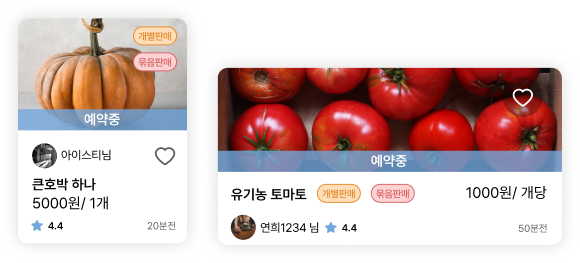 개별판매
묶음판매
예약중
아이스티님
큰호박 하나
5000원/ 1개
4.4
20분전
예약중
유기농 토마토
개별판매
묶음판매
1000원/ 개당
연희1234 님
4.4
50분전